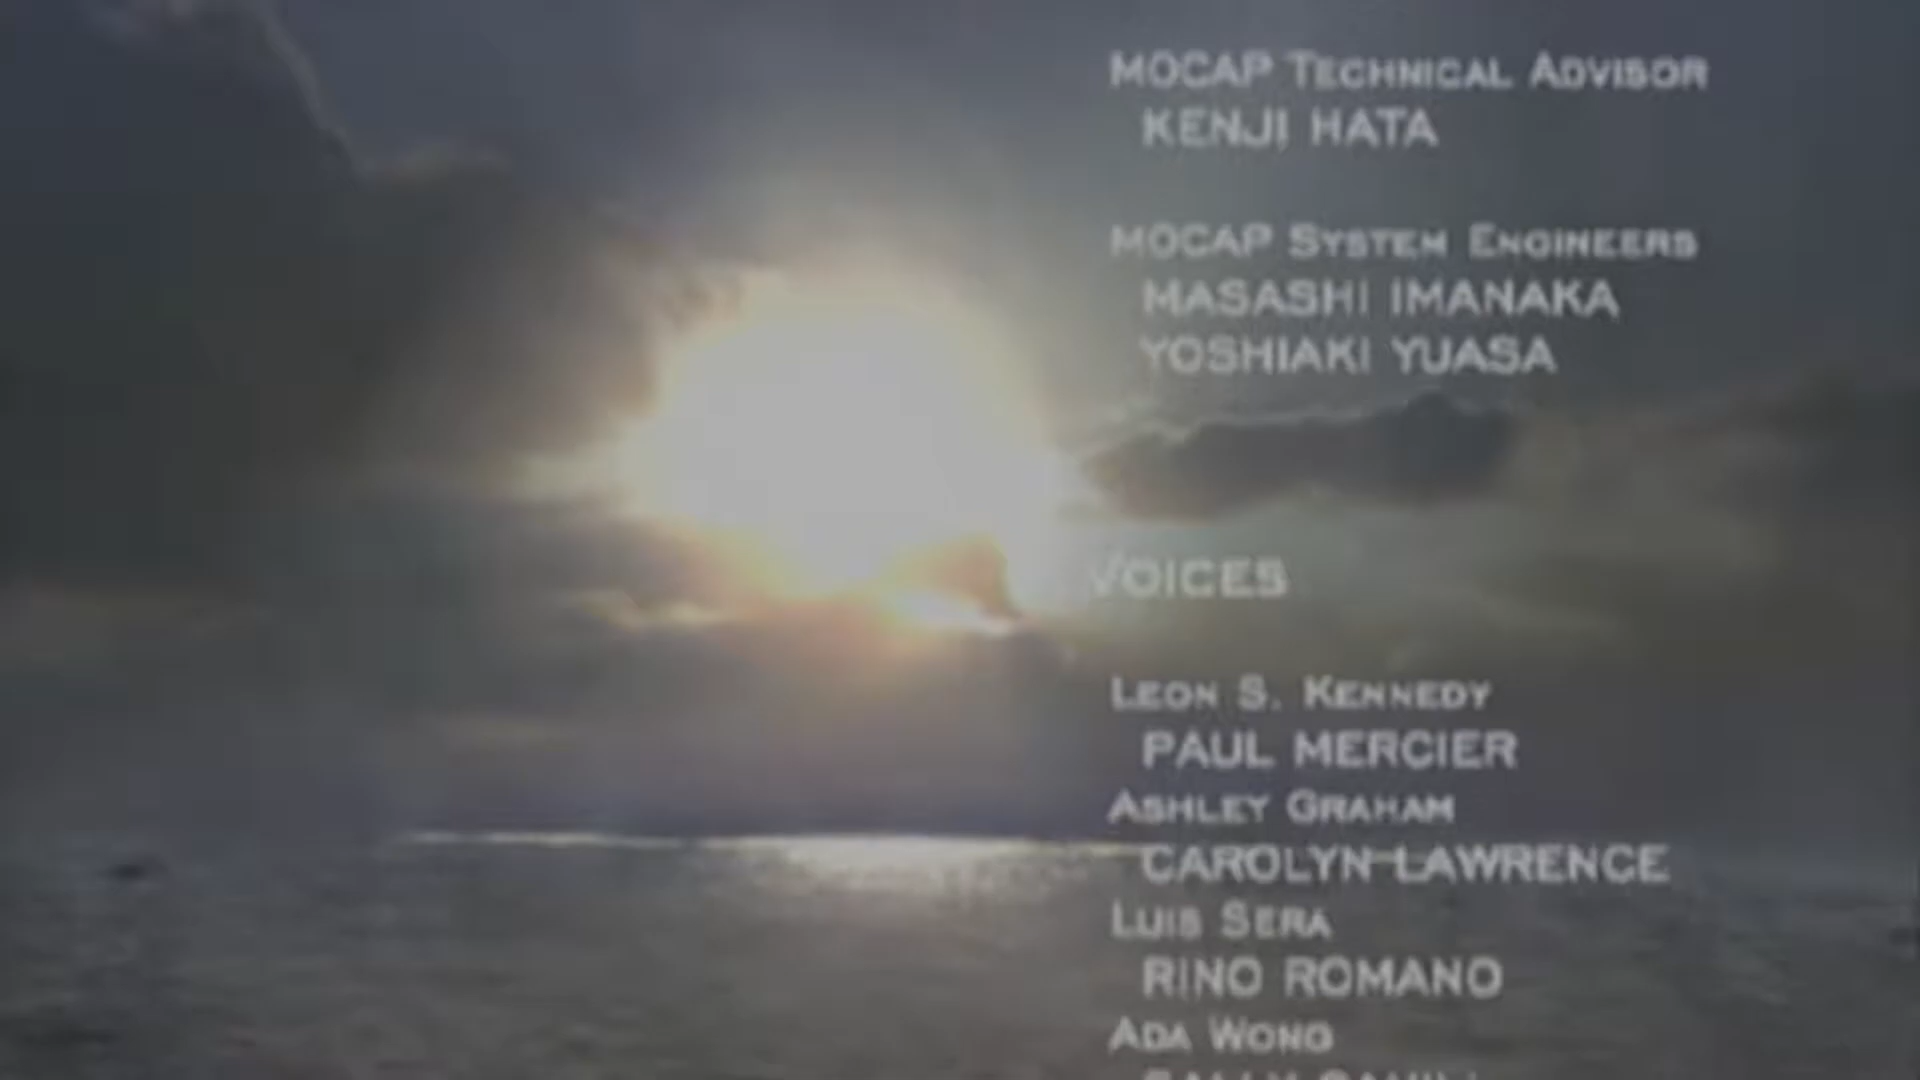 MOCAP TECHNICAL ADVISOR
KENJI HATA
MOCAP SYSTEM ENGINEERS
MASASHI IMANAKA
YOSHIAKI YUASA
VOICES
LEON S. KENNEDY
PAUL MERCIER
ASHLEY GRAHAM
CAROLYN LAWRENCE
LUIS SERA
RINO ROMANO
ADA WONG